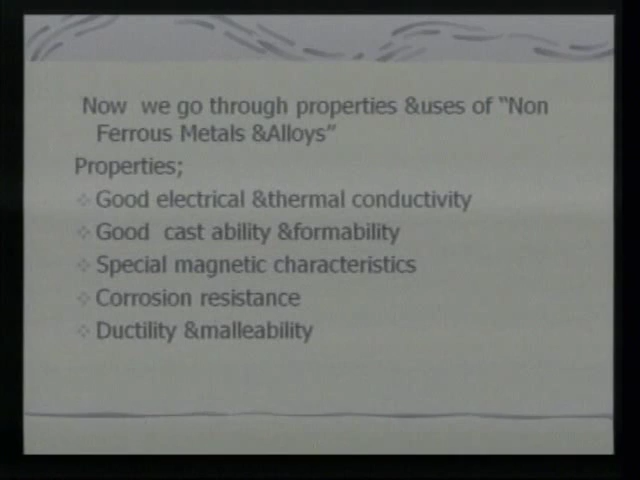 Now we go through properties &uses of “Non
Ferrous Metals &Alloys”
Properties;
Good electrical &thermal conductivity
Good cast ability &formability
Special magnetic characteristics
Corrosion resistance
Ductility &malleability